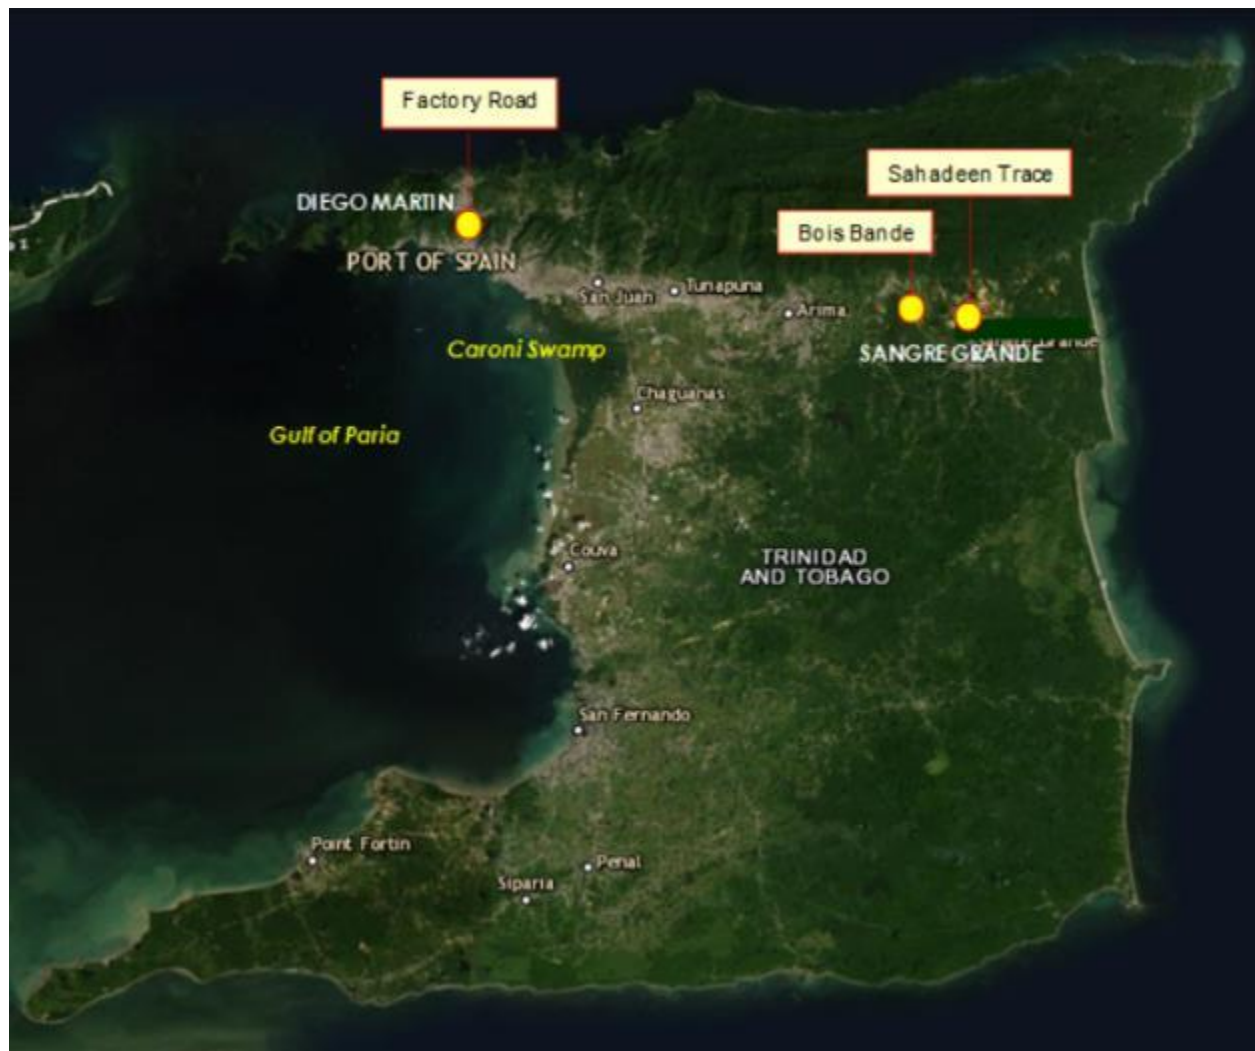 Factory Road
Sahadeen Trace
DIEGO MARTIN
Bois Bande
PORT OF SPAIN
San Juan
Tunapuna
Arima
Caroni Swamp
SANGRE GRANDE
Chaguanas
Gulf of Paria
Couva
TRINIDAD
AND TOBAGO
San Fernando
Point Fortin
Penal
Siparia